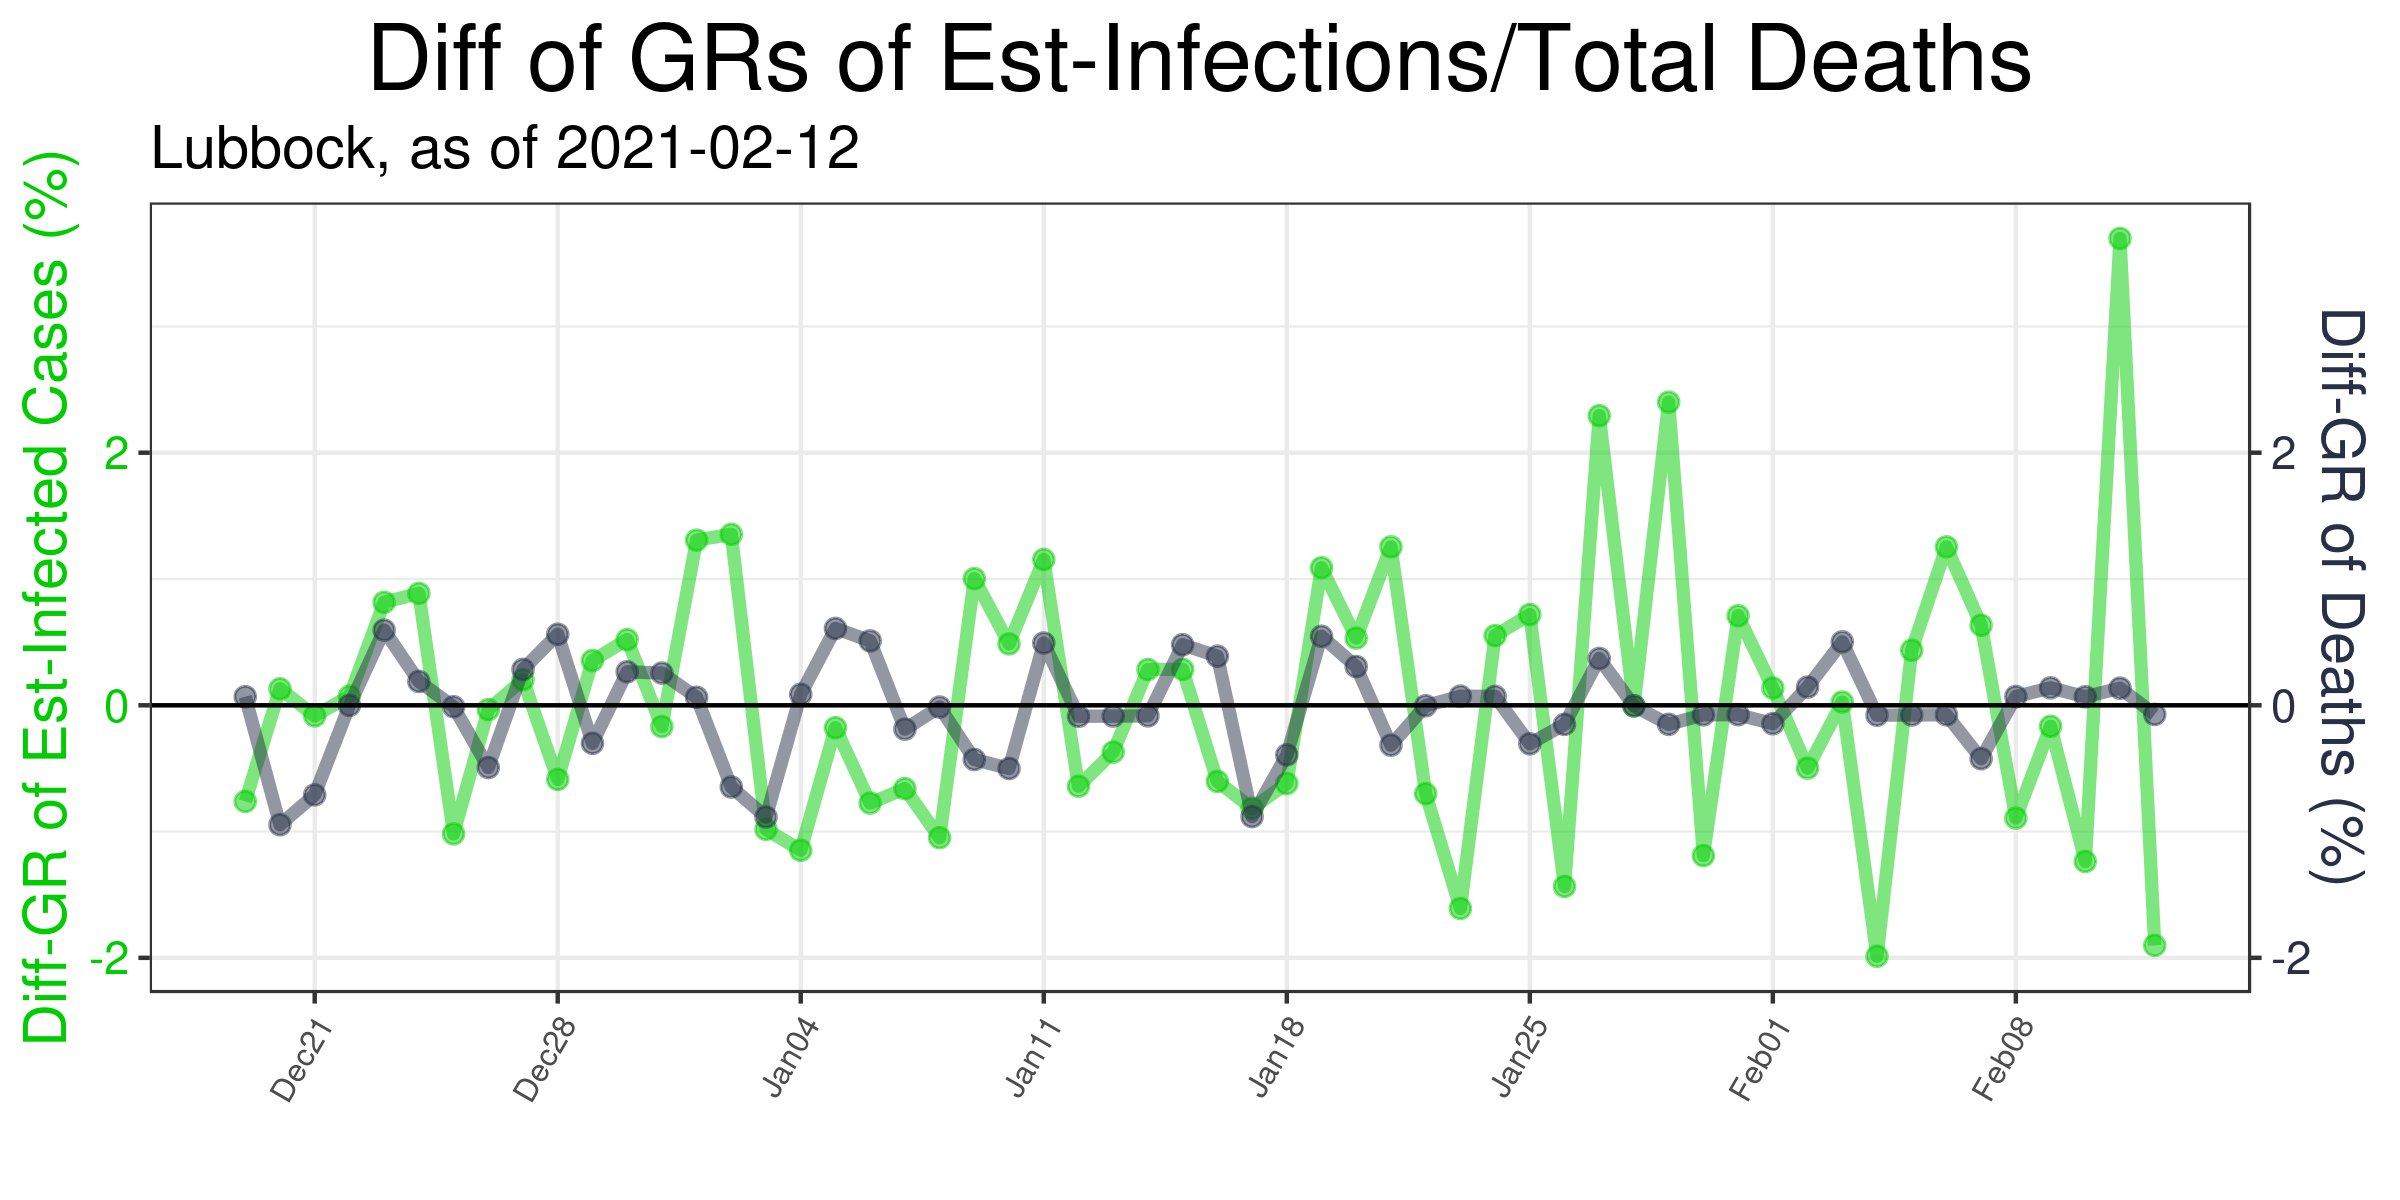 Diff of GRs of Est-Infections/Total Deaths
Lubbock, as of 2021-02-12
Diff-GR of Est-Infected Cases (%)
2
0
-2
2
0
-2
Diff-GR of Deaths (%)
Dec21
Dec28
Jan04
Jan11
Jan18
Jan25
Feb01
Feb08